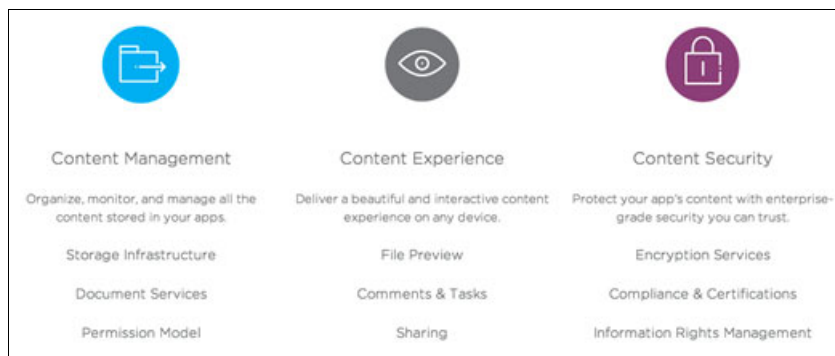 Content Management
Organize, monitor, and manage all the
content stored in your apps.
Storage Infrastructure
Document Services
Permission Model
Content Experience
Deliver a beautiful and interactive content
experience on any device.
File Preview
Comments & Tasks
Sharing
Content Security
Protect your app's content with enterprise-
grade security you can trust.
Encryption Services
Compliance & Certifications
Information Rights Management